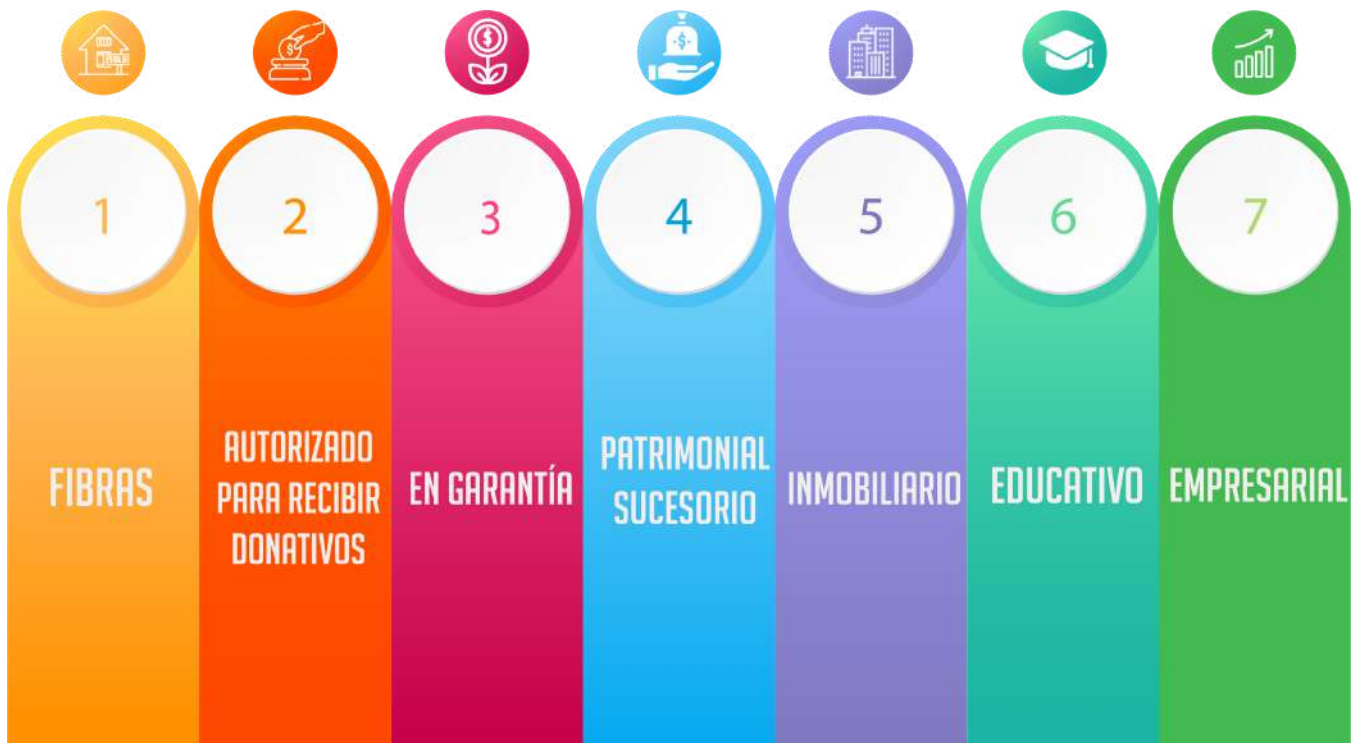 1
2
3
4
5
6
7
FIBRAS
AUTORIZADO
PARA RECIBIR
DONATIVOS
EN GARANTÍA
PATRIMONIAL
SUCESORIO
INMOBILIARIO
EDUCATIVO
EMPRESARIAL